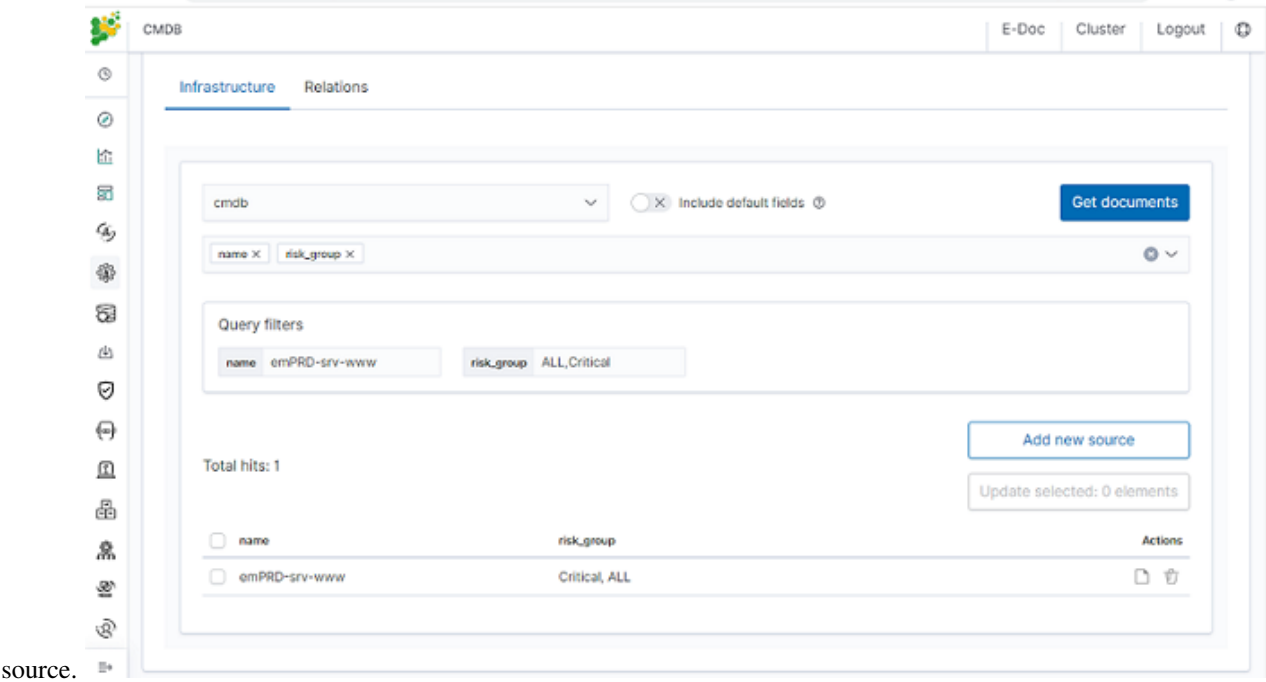 CMDB E-Doc Cluster Logout
Infrastructure Relations
cmdb Include default fields Get documents
name risk_group
Query filters
name emPRD-srv-www risk_group ALL,Critical
Add new source
Total hits: 1
Update selected: 0 elements
name risk_group Actions
emPRD-srv-www Critical, ALL
source.